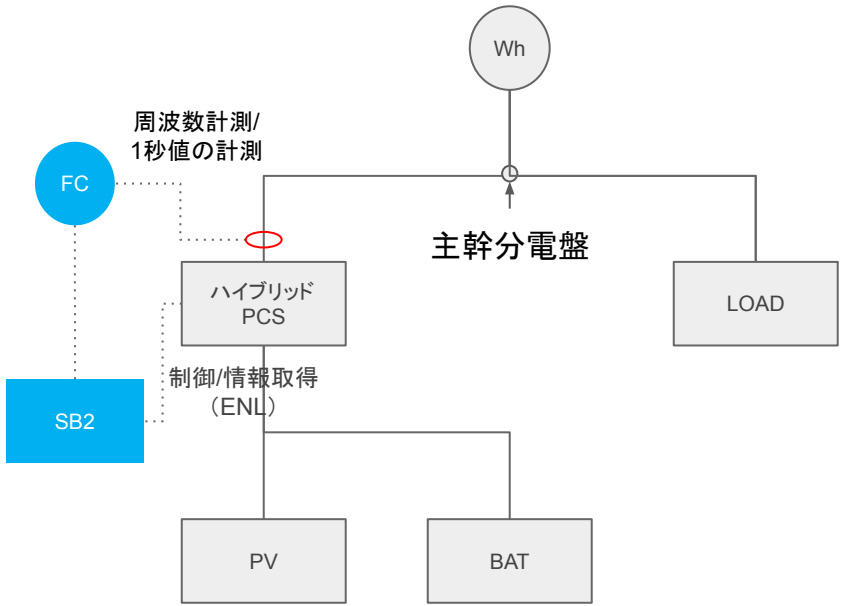 Wh
周波数計測/
1秒値の計測
FC
主幹分電盤
ハイブリッド
PCS
LOAD
制御/情報取得
（ENL）
SB2
PV
BAT